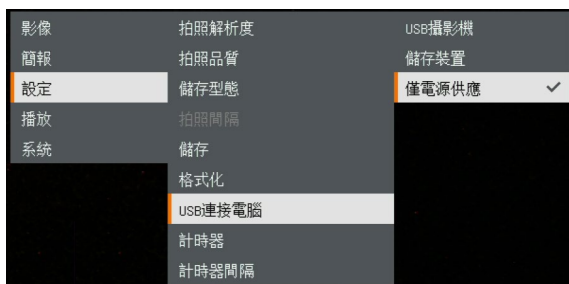 影像
簡報
設定
播放
系統
拍照解析度
拍照品質
儲存型態
拍照間隔
儲存
格式化
USB連接電腦
計時器
計時器間隔
USB攝影機
儲存裝置
僅電源供應